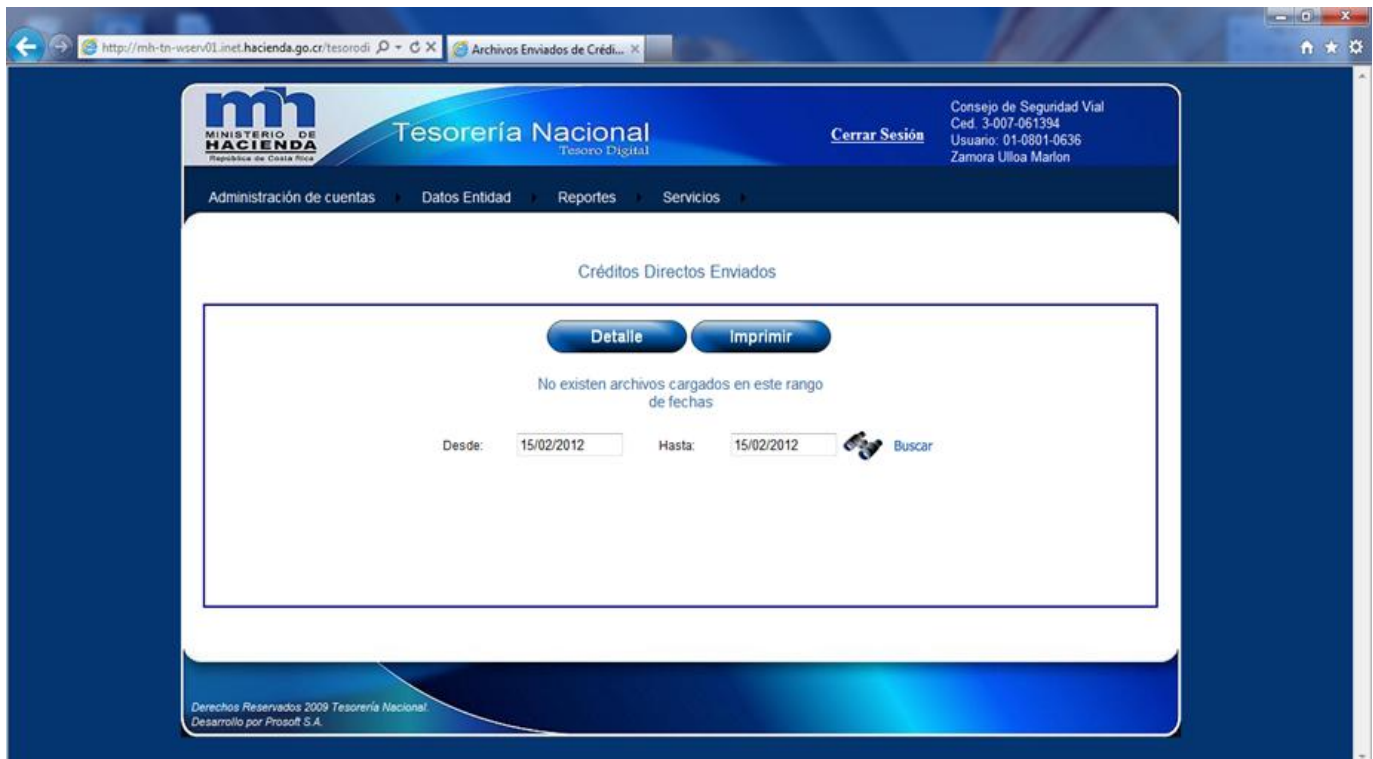 http://mh-tn-wserv01.inet.hacienda.go.cr/tesorodi
Archivos Enviados de Crédi...
mh
MINISTERIO DE
HACIENDA
República de Costa Rica
Tesorería Nacional
Tesoro Digital
Cerrar Sesión
Consejo de Seguridad Vial
Ced. 3-007-061394
Usuario: 01-0801-0636
Zamora Ulloa Marlon
Administración de cuentas Datos Entidad Reportes Servicios
Créditos Directos Enviados
Detalle Imprimir
No existen archivos cargados en este rango
de fechas
Desde: 15/02/2012 Hasta: 15/02/2012 Buscar
Derechos Reservados 2009 Tesorería Nacional.
Desarrollo por Prosoft S.A.